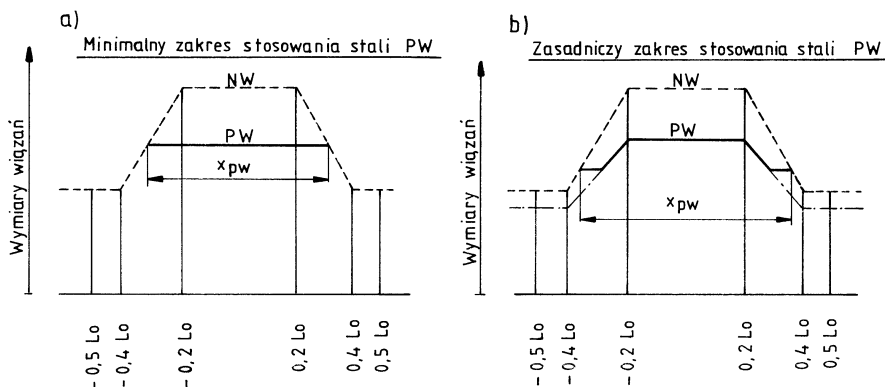 a)
Minimalny zakres stosowania stali PW
NW
PW
x pw
Wymiary wiązań
- 0,5 Lo
- 0,4 Lo
- 0,2 Lo
0,2 Lo
0,4 Lo
0,5 Lo
b)
Zasadniczy zakres stosowania stali PW
NW
PW
x pw
Wymiary wiązań
- 0,5 Lo
- 0,4 Lo
- 0,2 Lo
0,2 Lo
0,4 Lo
0,5 Lo